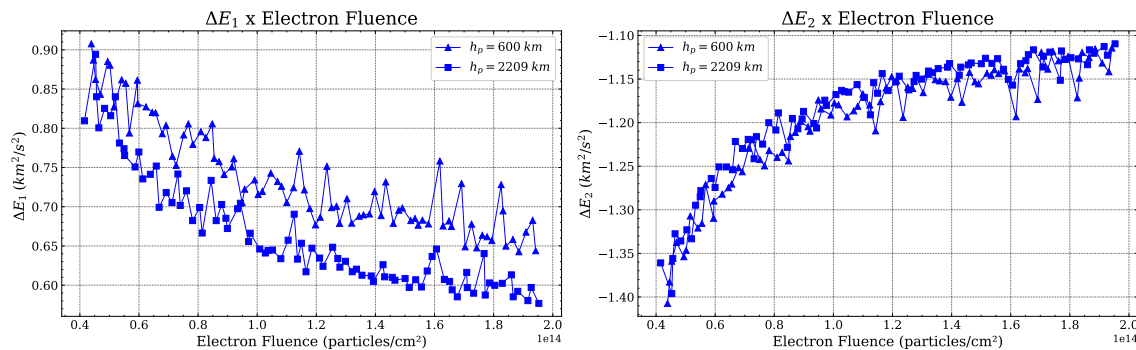 ΔE₁ x Electron Fluence
ΔE₁ (km²/s²)
0.90
0.85
0.80
0.75
0.70
0.65
0.60
h_p = 600 km
h_p = 2209 km
0.4 0.6 0.8 1.0 1.2 1.4 1.6 1.8 2.0
1e14
Electron Fluence (particles/cm²)
ΔE₂ x Electron Fluence
ΔE₂ (km²/s²)
−1.10
−1.15
−1.20
−1.25
−1.30
−1.35
−1.40
h_p = 600 km
h_p = 2209 km
0.4 0.6 0.8 1.0 1.2 1.4 1.6 1.8 2.0
1e14
Electron Fluence (particles/cm²)